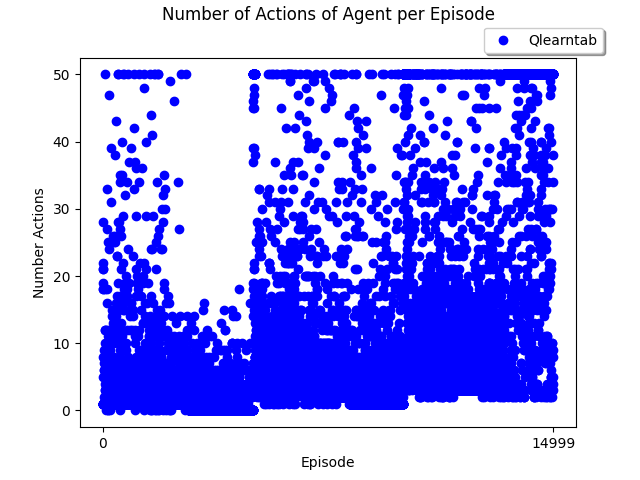 Number of Actions of Agent per Episode
Qlearntab
50
40
30
20
10
0
Number Actions
0 14999
Episode